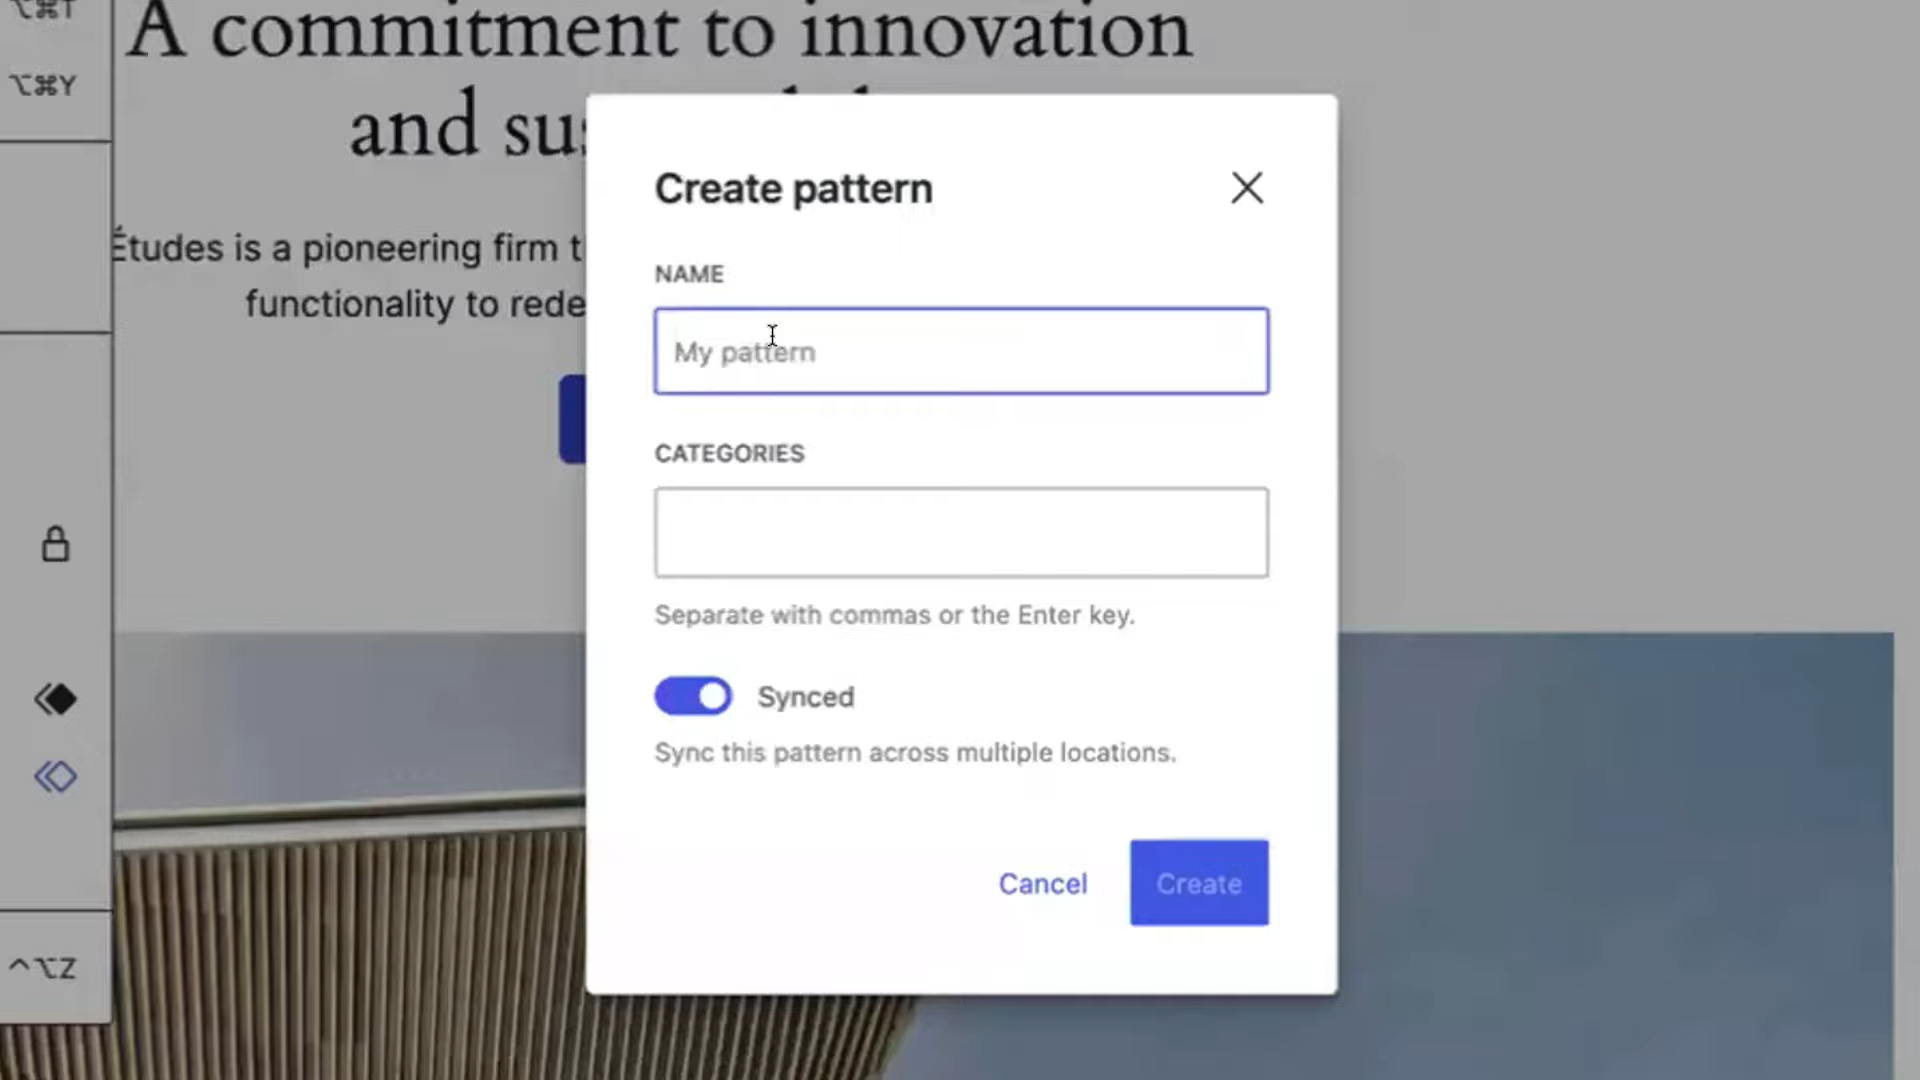 ⌥⌘T
A commitment to innovation
⌥⌘Y
and sus
Create pattern
Études is a pioneering firm t
NAME
functionality to rede
My pattern
CATEGORIES
Separate with commas or the Enter key.
Synced
Sync this pattern across multiple locations.
Cancel
Create
^⌥Z